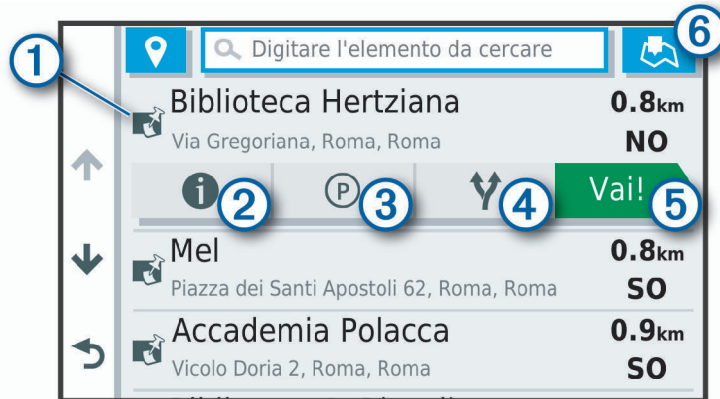 6
Digitare l'elemento da cercare
1
Biblioteca Hertziana 0.8km
Via Gregoriana, Roma, Roma NO
i 2 P 3 4 Vai! 5
Mel 0.8km
Piazza dei Santi Apostoli 62, Roma, Roma SO
Accademia Polacca 0.9km
Vicolo Doria 2, Roma, Roma SO